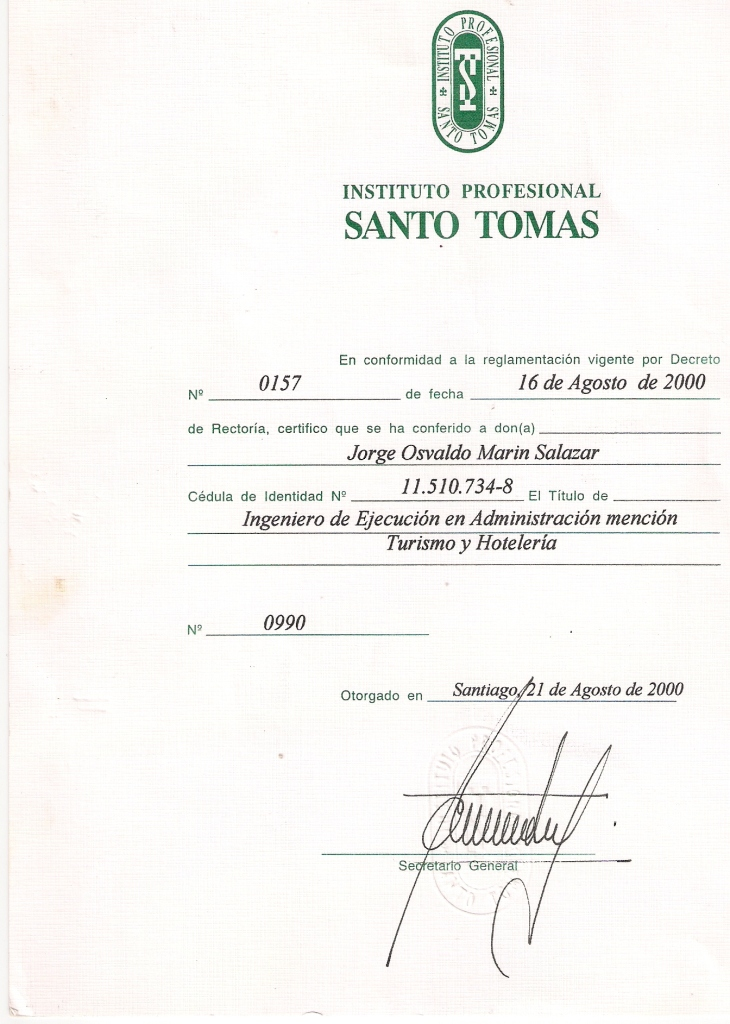 INSTITUTO PROFESIONAL
SANTO TOMAS
INSTITUTO PROFESIONAL
SANTO TOMAS
En conformidad a la reglamentación vigente por Decreto
Nº 0157 de fecha 16 de Agosto de 2000
de Rectoría, certifico que se ha conferido a don(a)
Jorge Osvaldo Marin Salazar
Cédula de Identidad Nº 11.510.734-8 El Título de
Ingeniero de Ejecución en Administración mención
Turismo y Hotelería
Nº 0990
Otorgado en Santiago, 21 de Agosto de 2000
Secretario General